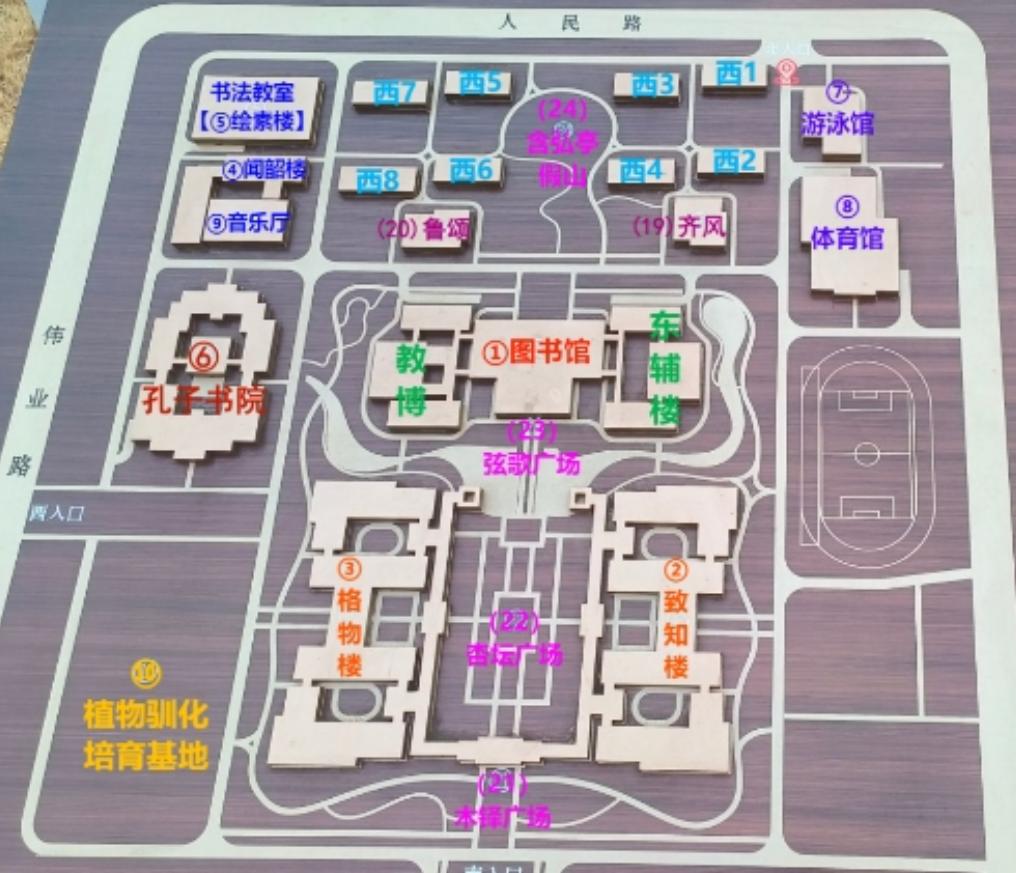 人民路
北入口
书法教室
【⑤绘素楼】
西7
西5
西3
西1
⑦
游泳馆
(24)
含弘亭
假山
④闻韶楼
⑨音乐厅
西8
西6
西4
西2
(20)鲁颂
(19)齐风
⑧
体育馆
伟业路
⑥
孔子书院
教博
①图书馆
东辅楼
(23)
弦歌广场
西入口
③
格物楼
②
致知楼
(22)
杏坛广场
⑩
植物驯化
培育基地
(21)
木铎广场
南入口